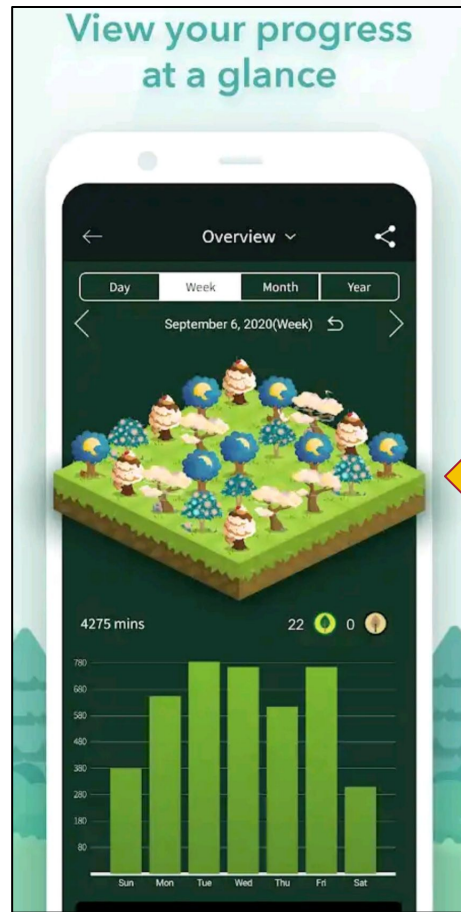 View your progress
at a glance
Overview
Day Week Month Year
September 6, 2020(Week)
4275 mins 22 0
780
680
580
480
380
280
180
80
Sun Mon Tue Wed Thu Fri Sat